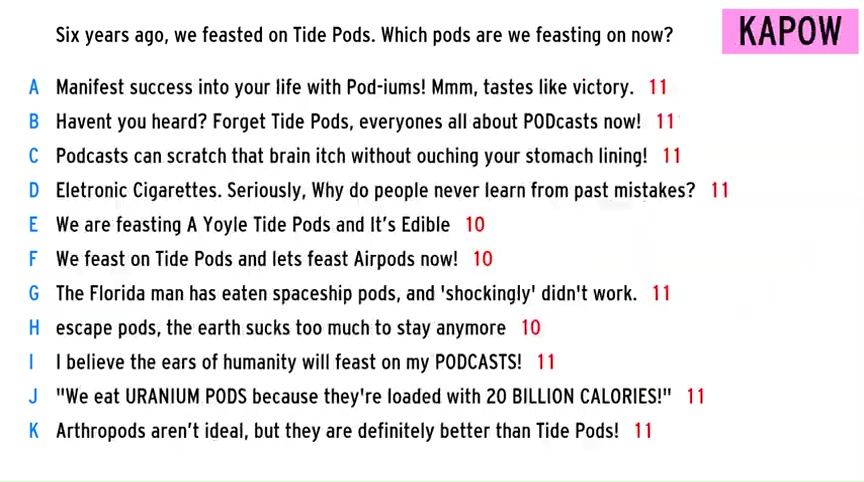 Six years ago, we feasted on Tide Pods. Which pods are we feasting on now?
KAPOW
A Manifest success into your life with Pod-iums! Mmm, tastes like victory. 11
B Havent you heard? Forget Tide Pods, everyones all about PODcasts now! 11
C Podcasts can scratch that brain itch without ouching your stomach lining! 11
D Eletronic Cigarettes. Seriously, Why do people never learn from past mistakes? 11
E We are feasting A Yoyle Tide Pods and It's Edible 10
F We feast on Tide Pods and lets feast Airpods now! 10
G The Florida man has eaten spaceship pods, and 'shockingly' didn't work. 11
H escape pods, the earth sucks too much to stay anymore 10
I I believe the ears of humanity will feast on my PODCASTS! 11
J "We eat URANIUM PODS because they're loaded with 20 BILLION CALORIES!" 11
K Arthropods aren't ideal, but they are definitely better than Tide Pods! 11